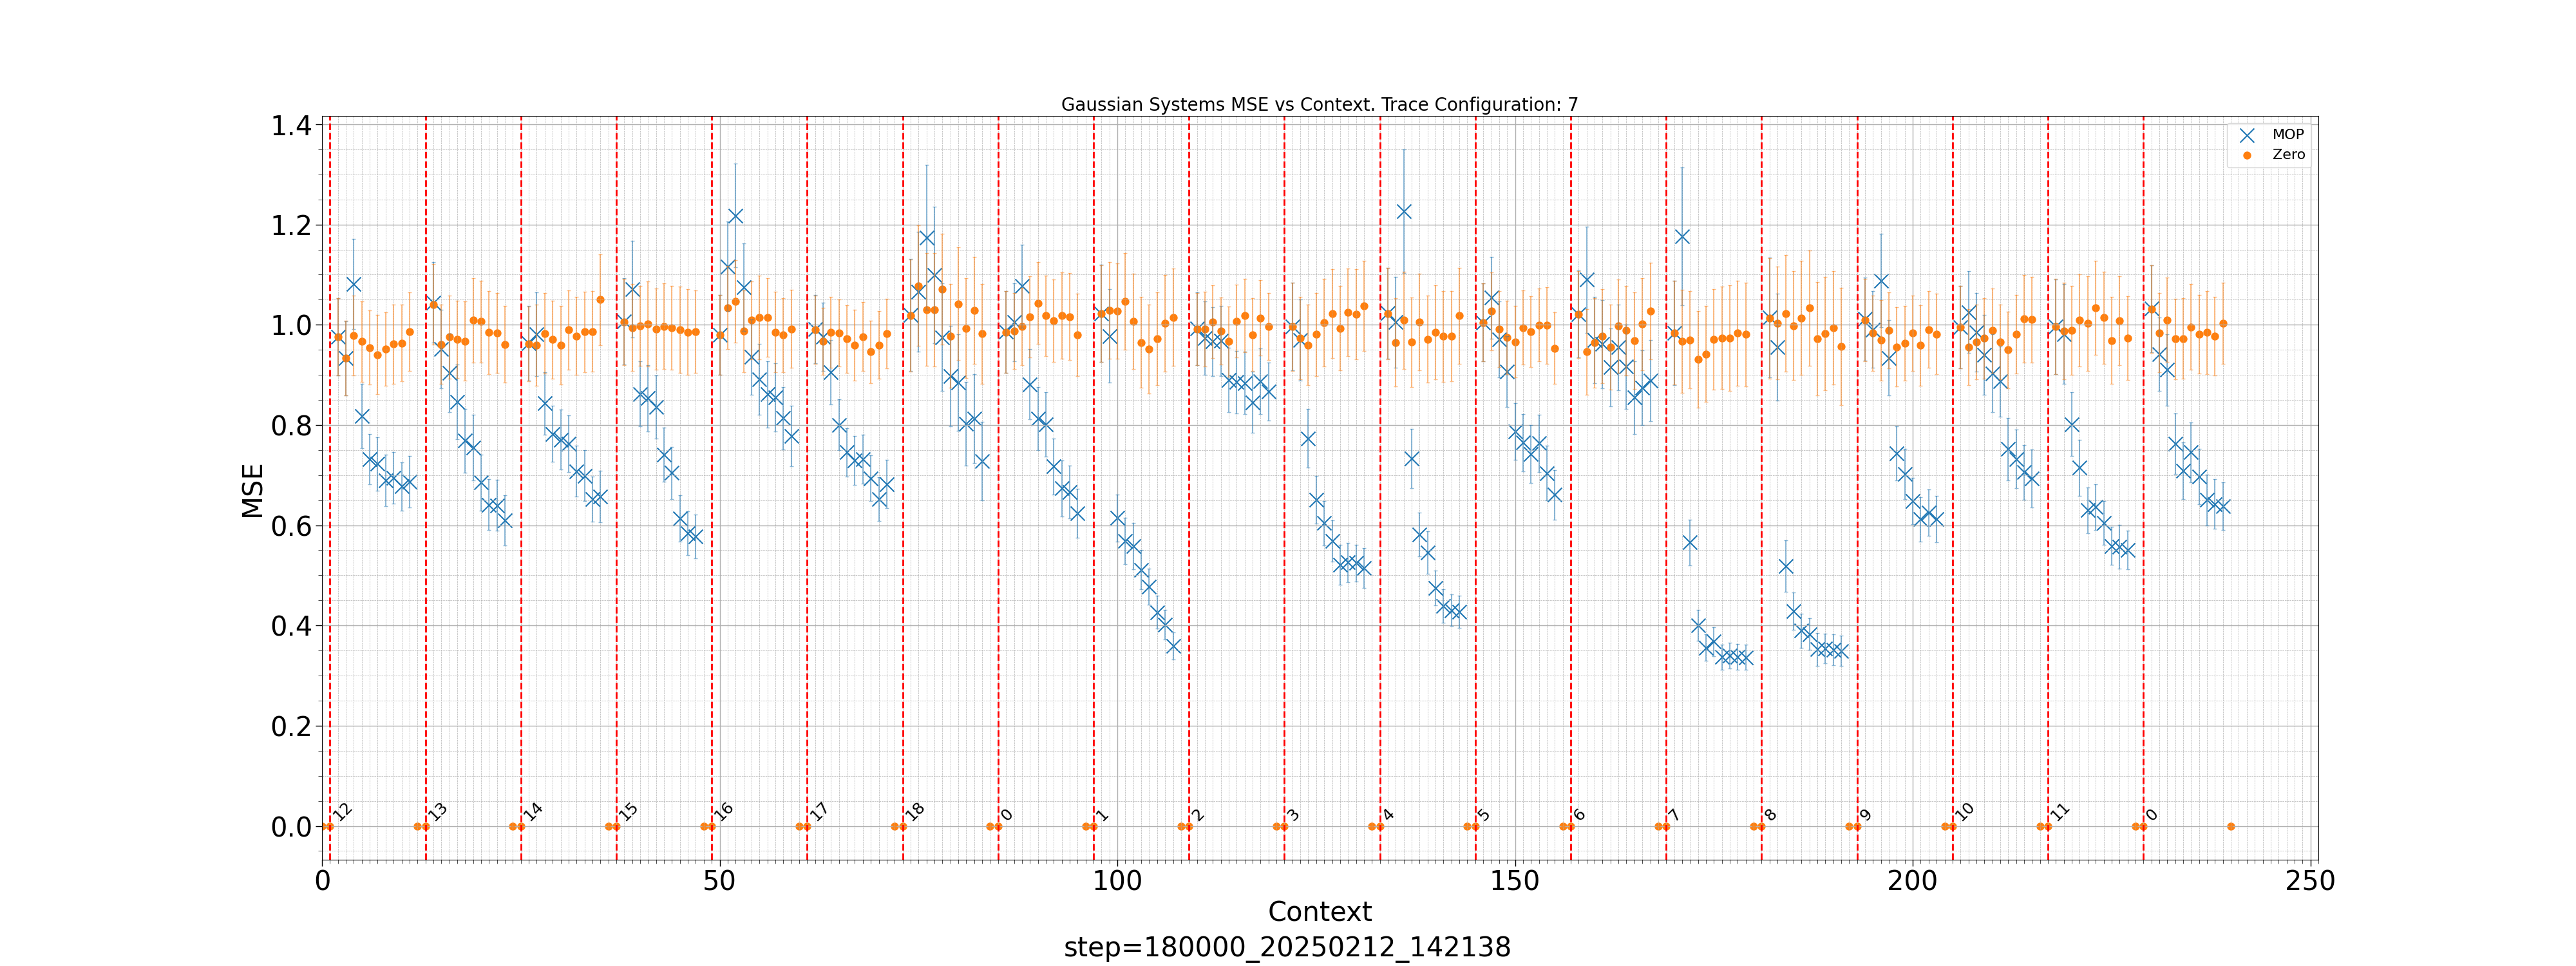 Gaussian Systems MSE vs Context. Trace Configuration: 7
MOP
Zero
MSE
1.4
1.2
1.0
0.8
0.6
0.4
0.2
0.0
12 13 14 15 16 17 18 0 1 2 3 4 5 6 7 8 9 10 11 0
0 50 100 150 200 250
Context
step=180000_20250212_142138